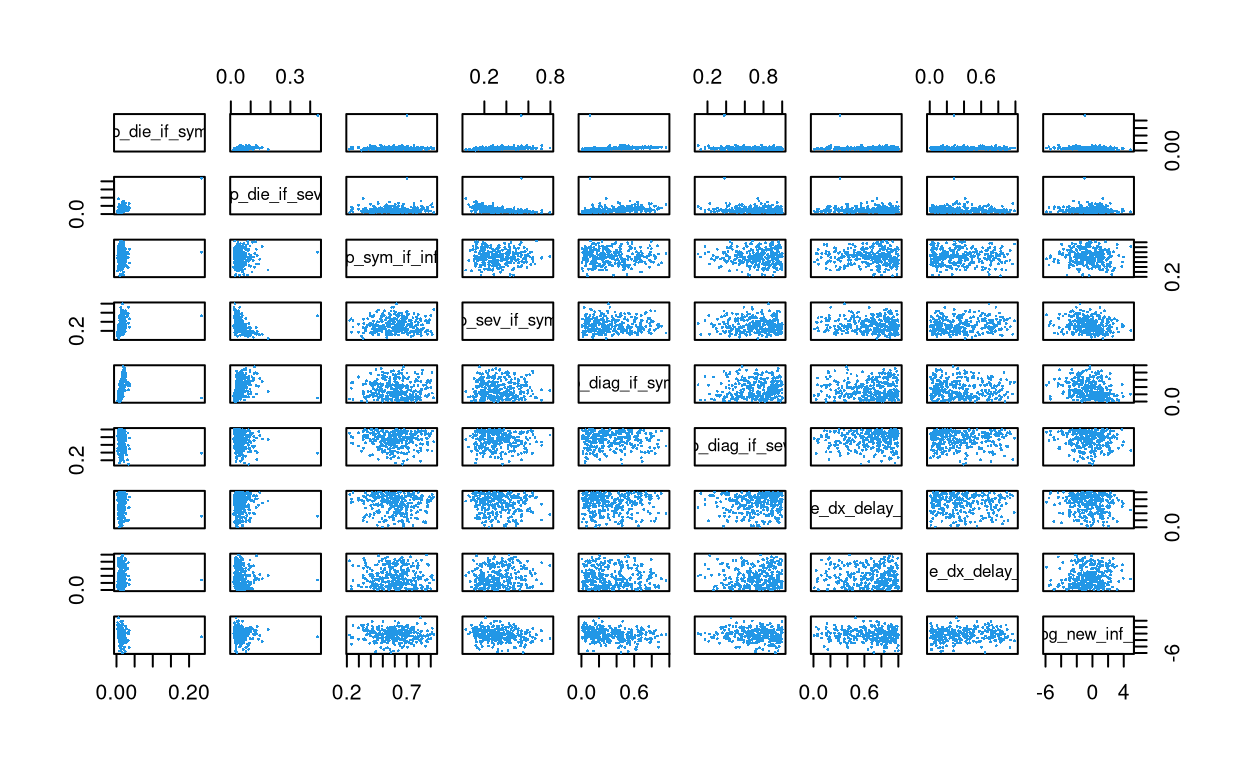 0.0 0.3 0.2 0.8 0.2 0.8 0.0 0.6
p_die_if_sym 0.00
0.0 p_die_if_sev
p_sym_if_inf 0.2
0.2 p_sev_if_sym
_diag_if_sym 0.0
0.2 p_diag_if_sev
e_dx_delay_ 0.0
0.0 e_dx_delay_
og_new_inf_ -6
0.00 0.20 0.2 0.7 0.0 0.6 0.0 0.6 -6 0 4